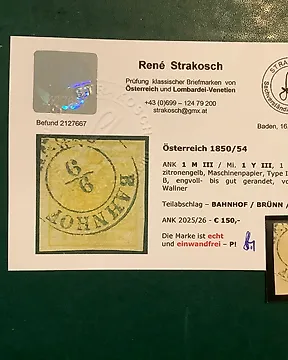 René Strakosch
Prüfung klassischer Briefmarken von
Österreich und Lombardei-Venetien
+43 (0)699 – 124 79 200
strakosch@gmx.at
Befund 2127667
Baden, 16.
Österreich 1850/54
ANK 1 M III / Mi. 1 Y III, 1
zitronengelb, Maschinenpapier, Type I
B, engvoll- bis gut gerandet, vo
Wallner
Teilabschlag – BAHNHOF / BRÜNN /
ANK 2025/26 - € 150,-
Die Marke ist echt
und einwandfrei – P!
6/6
BAHNHOF